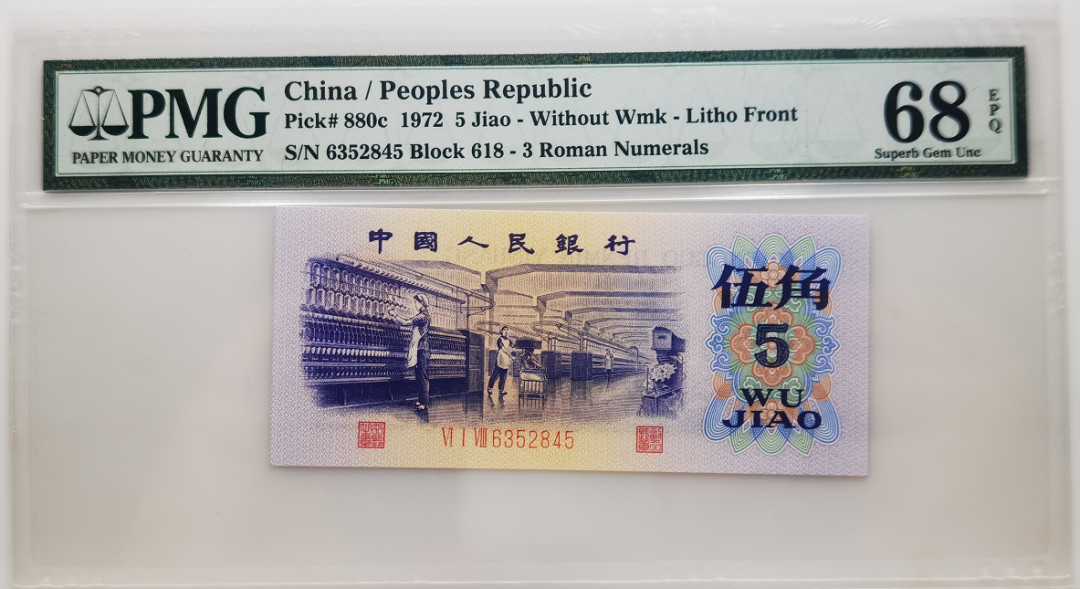 PMG
PAPER MONEY GUARANTY
China / Peoples Republic
Pick# 880c 1972 5 Jiao - Without Wmk - Litho Front
S/N 6352845 Block 618 - 3 Roman Numerals
68
EPQ
Superb Gem Unc
中國人民銀行
伍角
5
WU
JIAO
VI I VIII 6352845